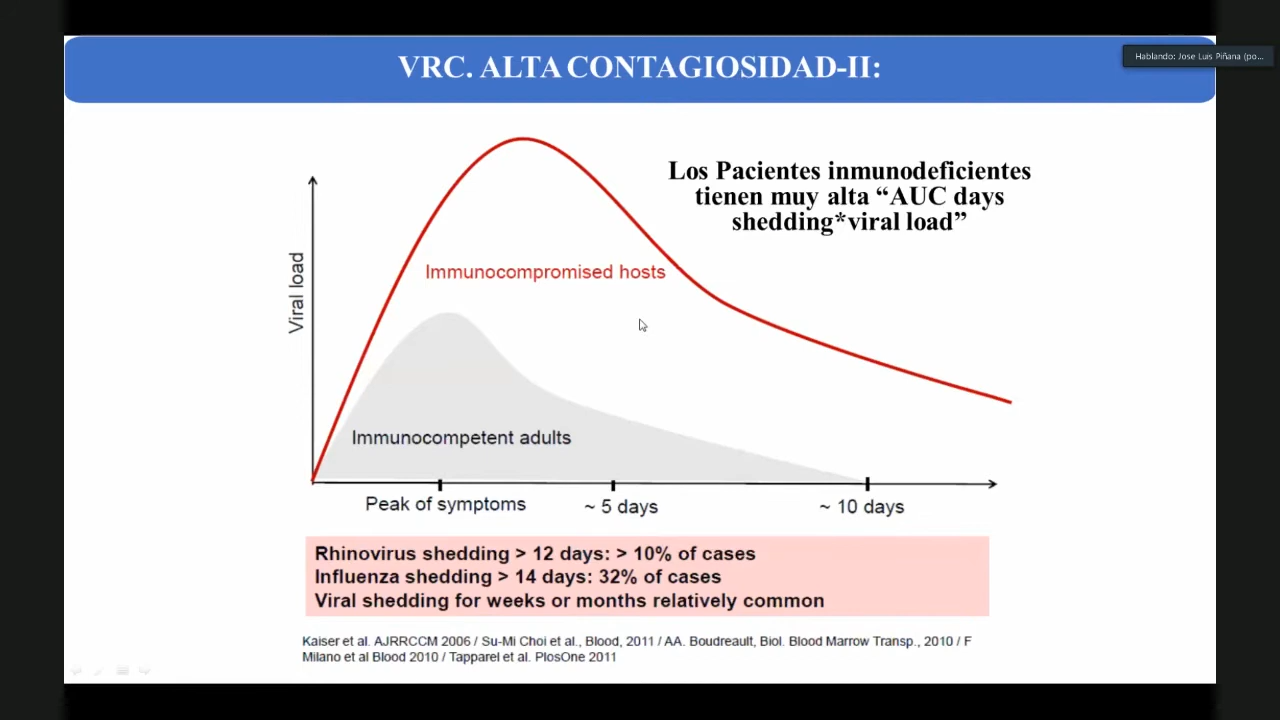 VRC. ALTA CONTAGIOSIDAD-II:
Hablando: Jose Luis Piñana (po...
Los Pacientes inmunodeficientes
tienen muy alta “AUC days
shedding*viral load”
Viral load
Immunocompromised hosts
Immunocompetent adults
Peak of symptoms
~ 5 days
~ 10 days
Rhinovirus shedding > 12 days: > 10% of cases
Influenza shedding > 14 days: 32% of cases
Viral shedding for weeks or months relatively common
Kaiser et al. AJRRCCM 2006 / Su-Mi Choi et al., Blood, 2011 / AA. Boudreault, Biol. Blood Marrow Transp., 2010 / F
Milano et al Blood 2010 / Tapparel et al. PlosOne 2011